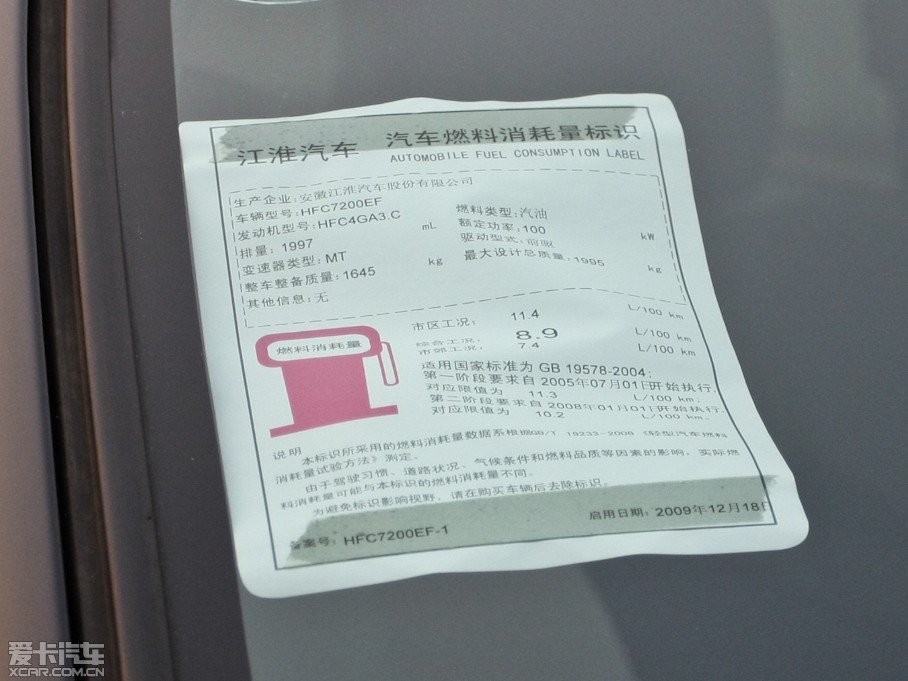 江淮汽车 汽车燃料消耗量标识
AUTOMOBILE FUEL CONSUMPTION LABEL
生产企业:安徽江淮汽车股份有限公司
车辆型号:HFC7200EF
发动机型号:HFC4GA3.C 燃料类型:汽油
排量: 1997 mL 额定功率:100 kW
变速器类型:MT 驱动型式:前驱
整车整备质量:1645 kg 最大设计总质量:1995 kg
其他信息:无
燃料消耗量
市区工况: 11.4 L/100 km
综合工况: 8.9 L/100 km
市郊工况: 7.4 L/100 km
适用国家标准为 GB 19578-2004;
第一阶段要求自2005年07月01日开始执行,
对应限值为 11.3 L/100 km.
第二阶段要求自2008年01月01日开始执行,
对应限值为 10.2 L/100 km.
说明
本标识所采用的燃料消耗量数据系根据GB/T 19233-2008《轻型汽车燃料
消耗量试验方法》测定。
由于驾驶习惯、道路状况、气候条件和燃料品质等因素的影响,实际燃
料消耗量可能与本标识的燃料消耗量不同。
为避免标识影响视野,请在购买车辆后去除标识。
备案号: HFC7200EF-1 启用日期: 2009年12月18日
爱卡汽车
XCAR.COM.CN